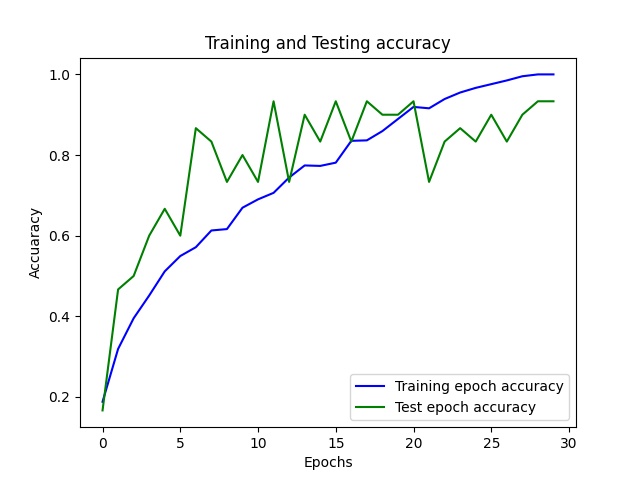 Training and Testing accuracy
1.0
0.8
0.6
0.4
0.2
Accuaracy
Training epoch accuracy
Test epoch accuracy
0 5 10 15 20 25 30
Epochs